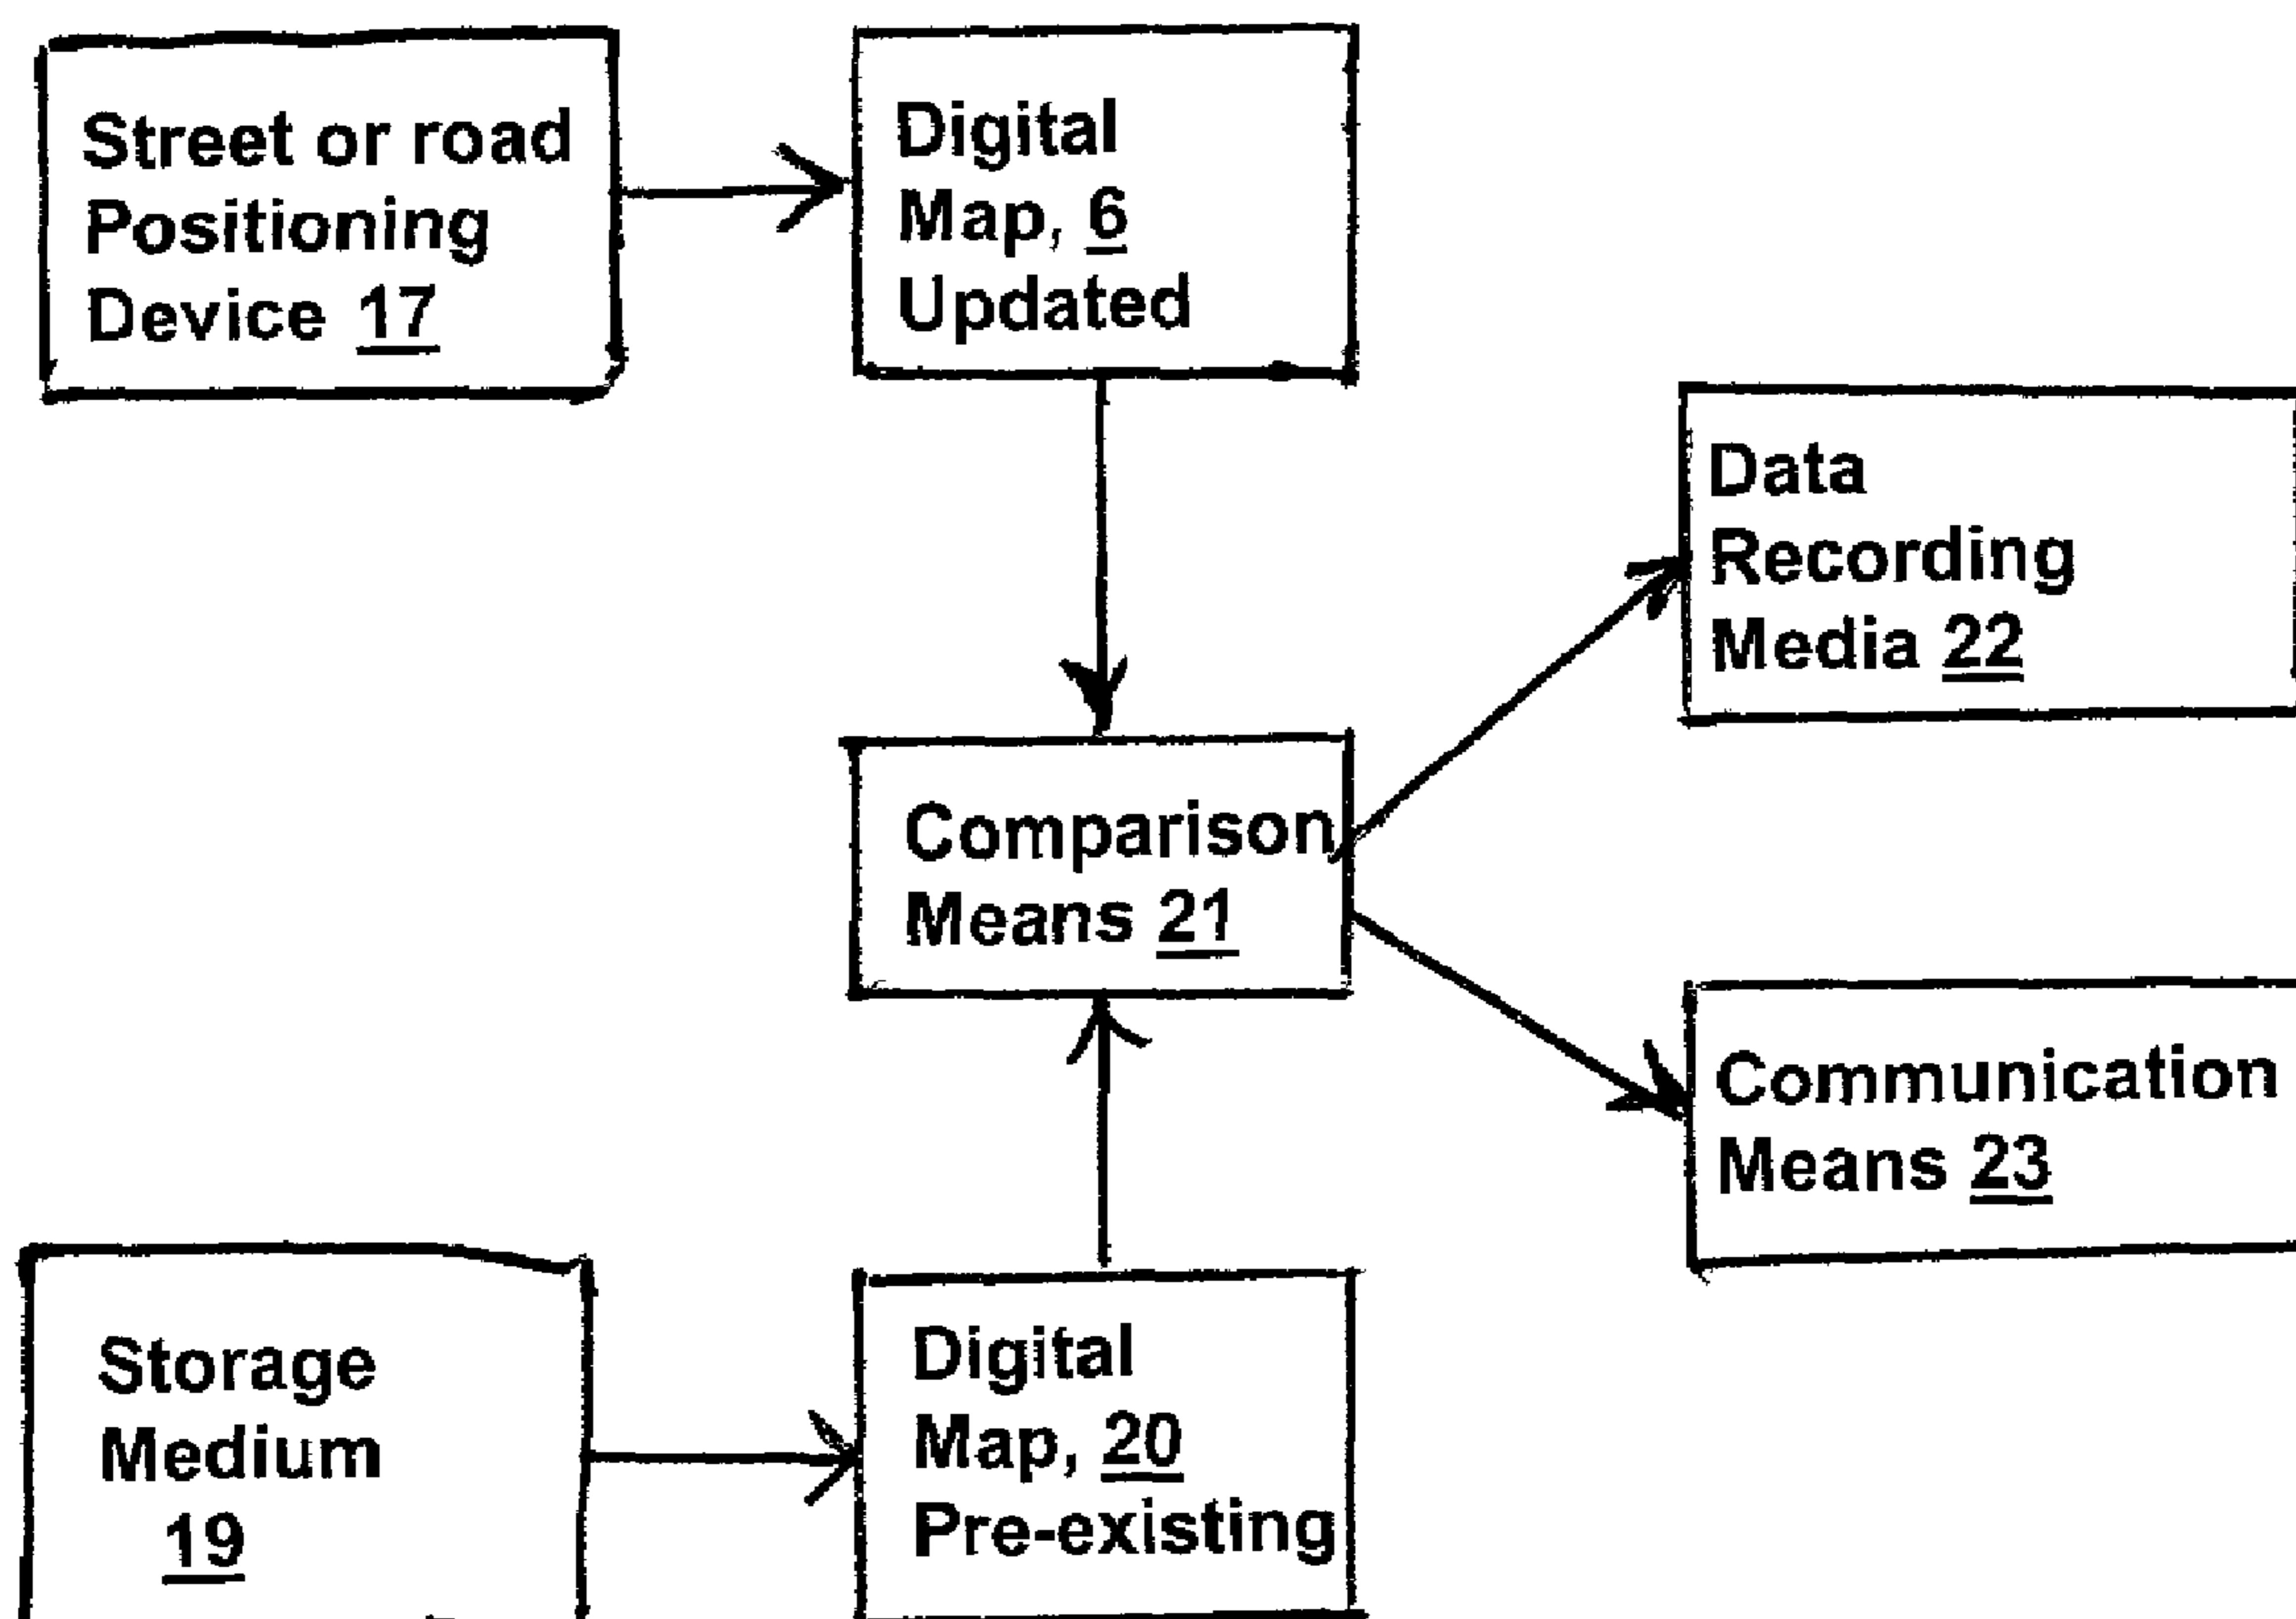 Street or road
Positioning
Device 17
Digital
Map, 6
Updated
Data
Recording
Media 22
Comparison
Means 21
Communication
Means 23
Storage
Medium
19
Digital
Map, 20
Pre-existing